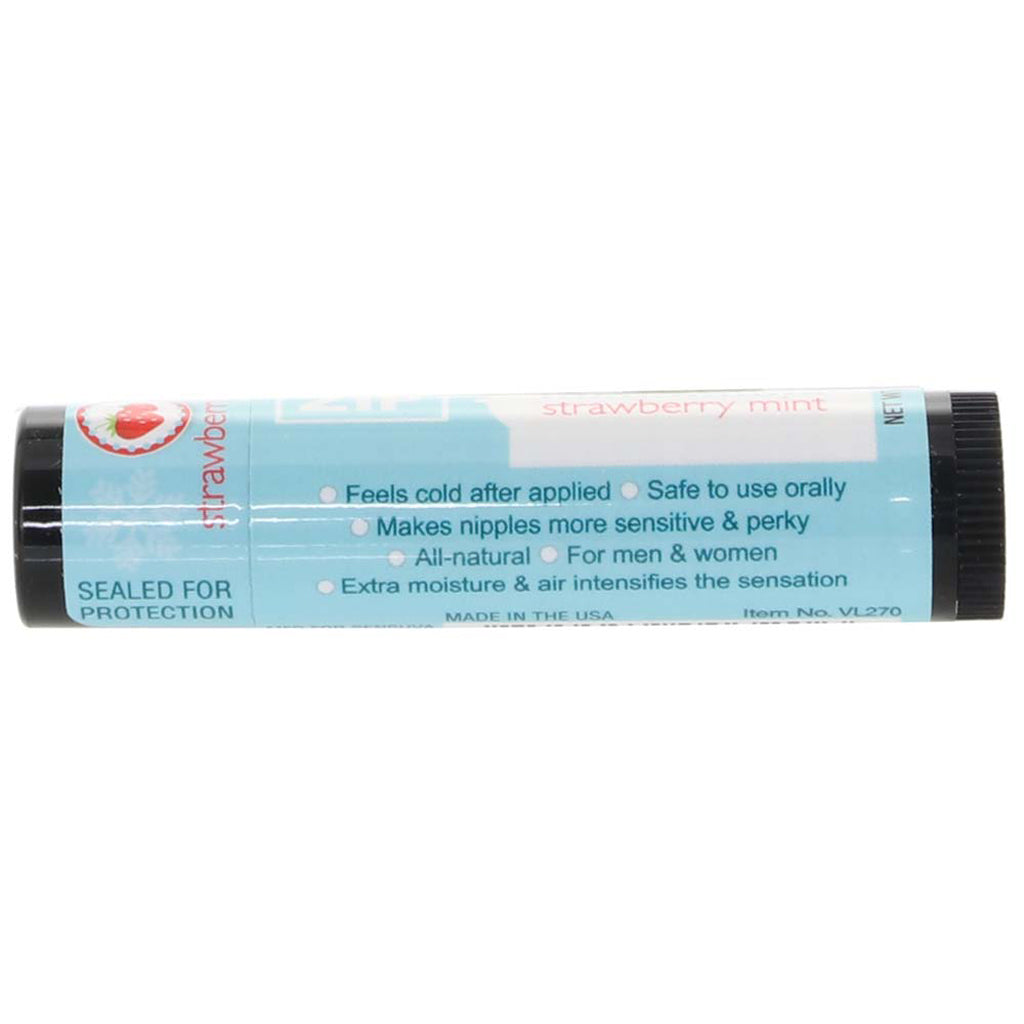 strawberry mint
NET
• Feels cold after applied • Safe to use orally
• Makes nipples more sensitive & perky
• All-natural • For men & women
• Extra moisture & air intensifies the sensation
MADE IN THE USA
Item No. VL270
SEALED FOR
PROTECTION